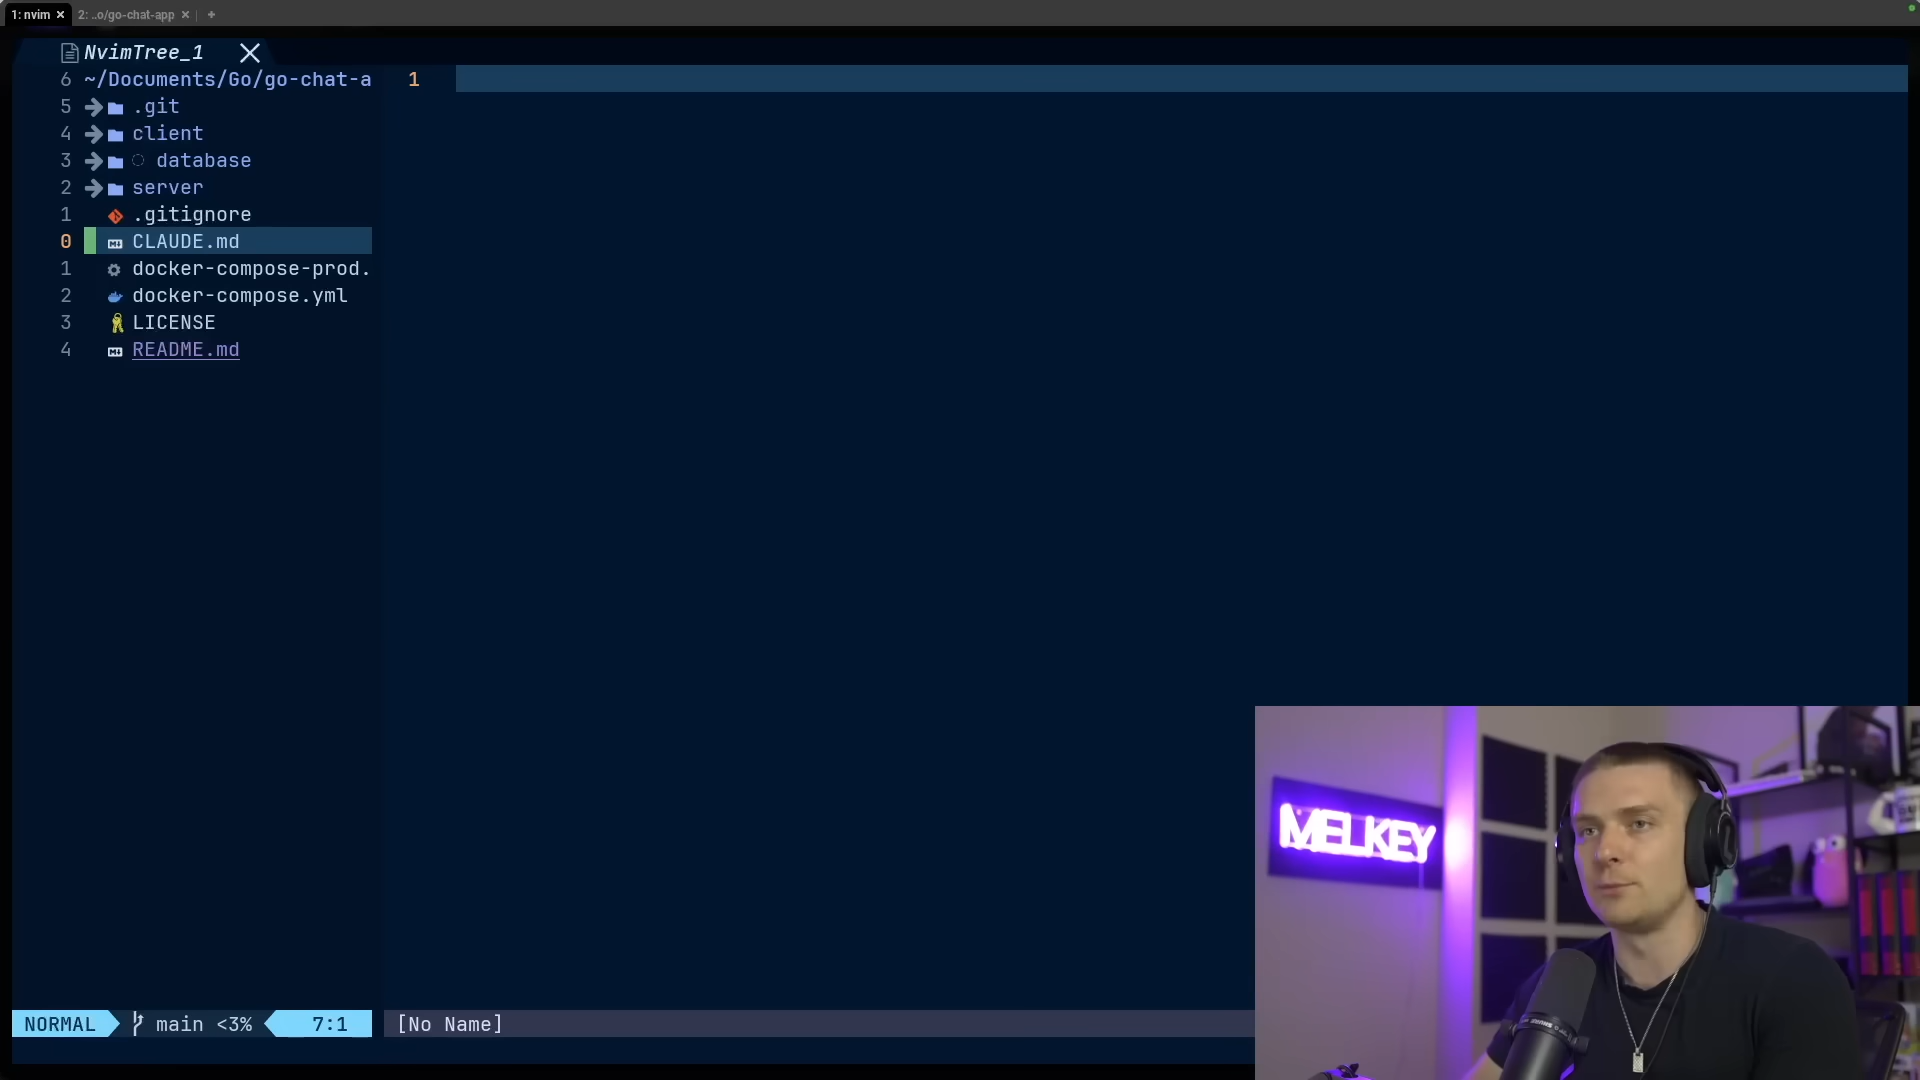 1: nvim × 2: ..o/go-chat-app × +
NvimTree_1
6 ~/Documents/Go/go-chat-a
5 .git
4 client
3 database
2 server
1 .gitignore
0 CLAUDE.md
1 docker-compose-prod.
2 docker-compose.yml
3 LICENSE
4 README.md
1
MELKEY
NORMAL main <3% 7:1 [No Name]
SHURE